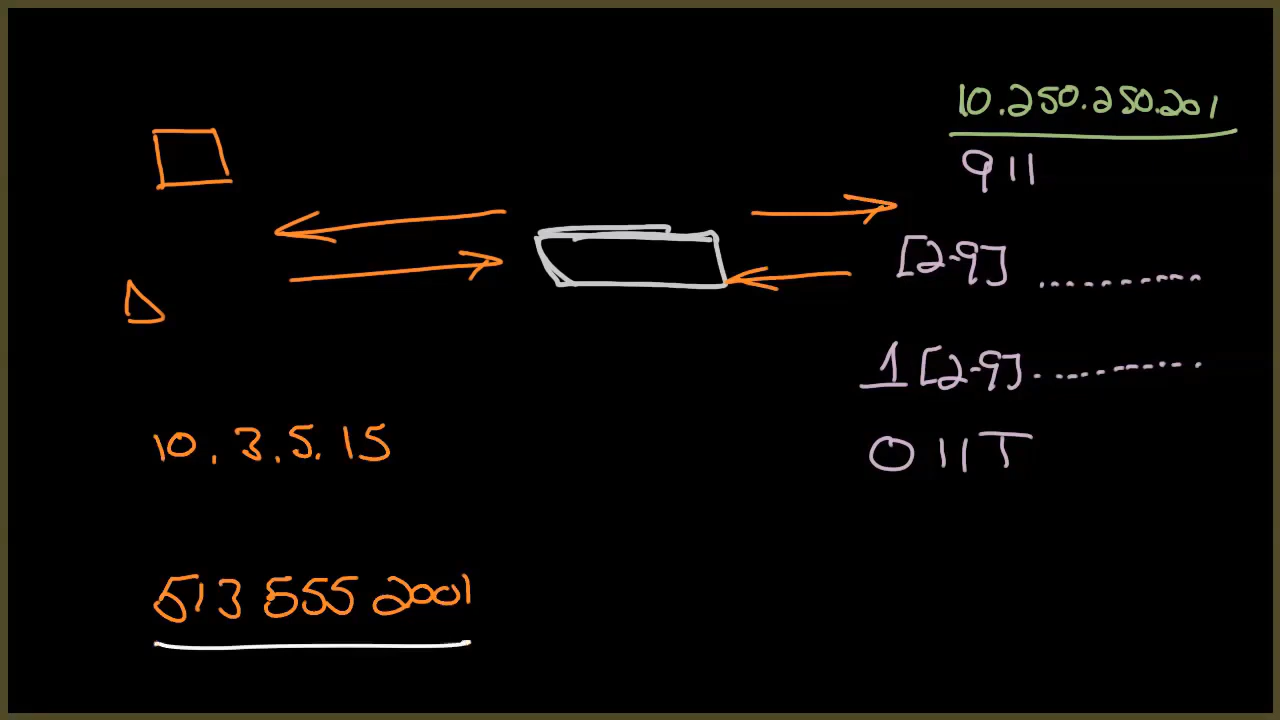 10.250.250.201
911
[2-9] ...........
1[2-9]...........
011T
10.3.5.15
513 555 2001